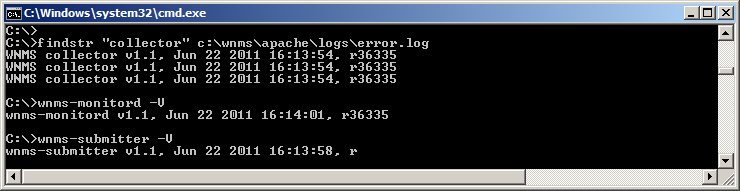 C:\Windows\system32\cmd.exe
C:\>
C:\>findstr "collector" c:\wnms\apache\logs\error.log
WNMS collector v1.1, Jun 22 2011 16:13:54, r36335
WNMS collector v1.1, Jun 22 2011 16:13:54, r36335
WNMS collector v1.1, Jun 22 2011 16:13:54, r36335
C:\>wnms-monitord -V
wnms-monitord v1.1, Jun 22 2011 16:14:01, r36335
C:\>wnms-submitter -V
wnms-submitter v1.1, Jun 22 2011 16:13:58, r